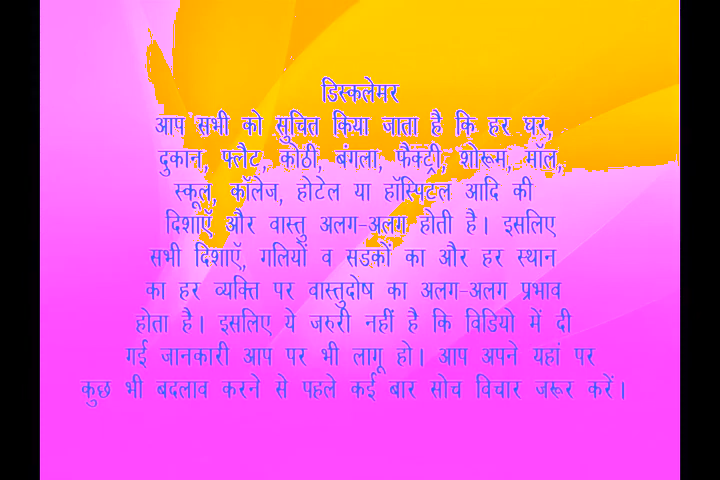 डिस्कलेमर
आप सभी को सुचित किया जाता है कि हर घर,
दुकान, फ्लैट, कोठी, बंगला, फैक्ट्री, शोरूम, मॉल,
स्कूल, कॉलेज, होटेल या हॉस्पिटल आदि की
दिशाएँ और वास्तु अलग-अलग होती है। इसलिए
सभी दिशाएँ, गलियों व सडकों का और हर स्थान
का हर व्यक्ति पर वास्तुदोष का अलग-अलग प्रभाव
होता है। इसलिए ये जरुरी नहीं है कि विडियो में दी
गई जानकारी आप पर भी लागू हो। आप अपने यहां पर
कुछ भी बदलाव करने से पहले कई बार सोच विचार जरूर करें।